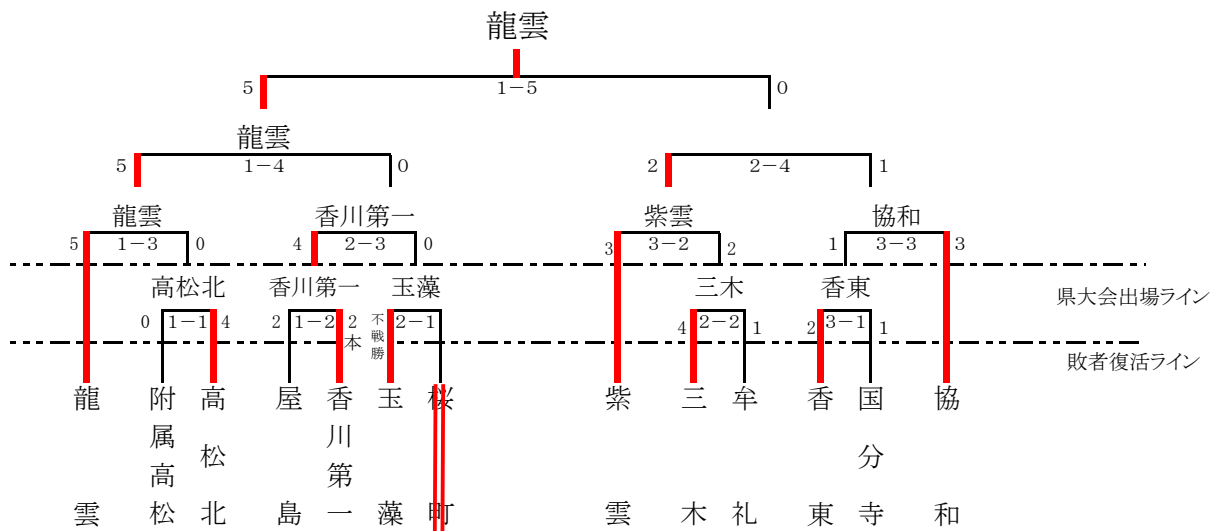 龍雲
5 1－5 0
龍雲
5 1－4 0 2 2－4 1
龍雲 香川第一 紫雲 協和
5 1－3 0 4 2－3 0 3 3－2 2 1 3－3 3
高松北 香川第一 玉藻 三木 香東 県大会出場ライン
0 1－1 4 2 1－2 2 本 不戦勝 2－1 4 2－2 1 2 3－1 1
敗者復活ライン
龍雲 附属高松 高松北 屋島 香川第一 玉藻 桜町 紫雲 三木 牟礼 香東 国分寺 協和